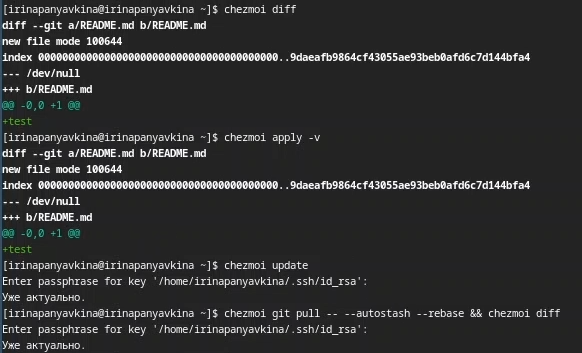 [irinapanyavkina@irinapanyavkina ~]$ chezmoi diff
diff --git a/README.md b/README.md
new file mode 100644
index 0000000000000000000000000000000000000000..9daeafb9864cf43055ae93beb0afd6c7d144bfa4
--- /dev/null
+++ b/README.md
@@ -0,0 +1 @@
+test
[irinapanyavkina@irinapanyavkina ~]$ chezmoi apply -v
diff --git a/README.md b/README.md
new file mode 100644
index 0000000000000000000000000000000000000000..9daeafb9864cf43055ae93beb0afd6c7d144bfa4
--- /dev/null
+++ b/README.md
@@ -0,0 +1 @@
+test
[irinapanyavkina@irinapanyavkina ~]$ chezmoi update
Enter passphrase for key '/home/irinapanyavkina/.ssh/id_rsa':
Уже актуально.
[irinapanyavkina@irinapanyavkina ~]$ chezmoi git pull -- --autostash --rebase && chezmoi diff
Enter passphrase for key '/home/irinapanyavkina/.ssh/id_rsa':
Уже актуально.